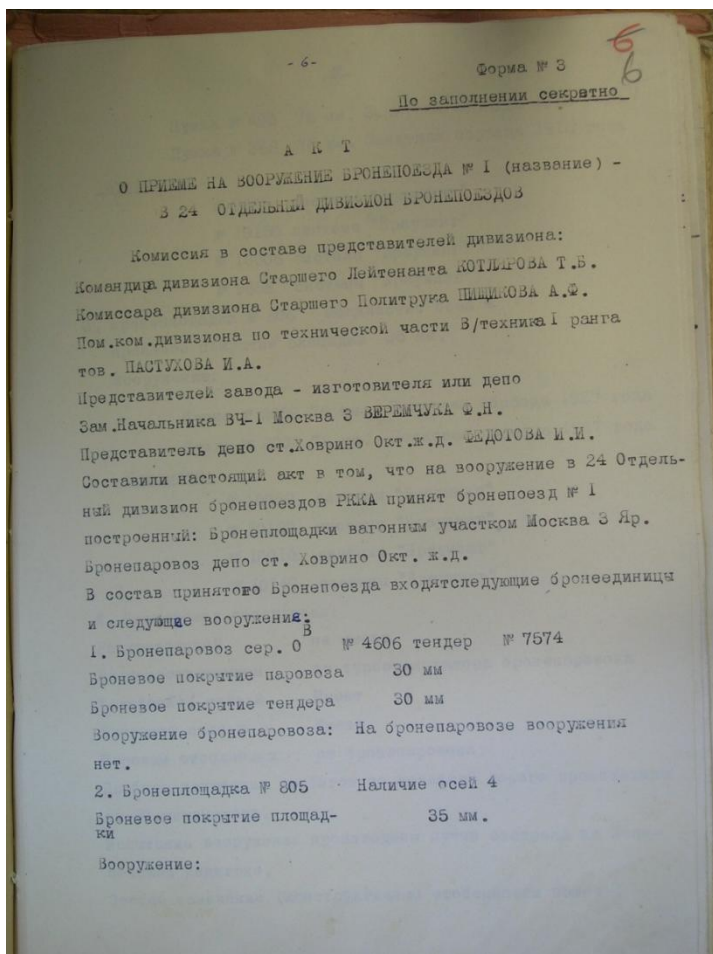 - 6-
6
6
Форма № 3
По заполнении секретно
А К Т
О ПРИЕМЕ НА ВООРУЖЕНИЕ БРОНЕПОЕЗДА № I (название) -
В 24 ОТДЕЛЬНЫЙ ДИВИЗИОН БРОНЕПОЕЗДОВ
Комиссия в составе представителей дивизиона:
Командира дивизиона Старшего Лейтенанта КОТЛЯРОВА Т.Б.
Комиссара дивизиона Старшего Политрука ПИЩИКОВА А.Ф.
Пом.ком.дивизиона по технической части В/техника I ранга
тов. ПАСТУХОВА И.А.
Представителей завода - изготовителя или депо
Зам.Начальника ВЧ-I Москва 3 ВЕРЕМЧУКА Ф.Н.
Представитель депо ст.Ховрино Окт.ж.д. ФЕДОТОВА И.И.
Составили настоящий акт в том, что на вооружение в 24 Отдель-
ный дивизион бронепоездов РККА принят бронепоезд № I
построенный: Бронеплощадки вагонным участком Москва 3 Яр.
Бронепаровоз депо ст. Ховрино Окт. ж.д.
В состав принятого Бронепоезда входятследующие бронеединицы
и следующее вооружение:
I. Бронепаровоз сер. О В № 4606 тендер № 7574
Броневое покрытие паровоза 30 мм
Броневое покрытие тендера 30 мм
Вооружение бронепаровоза: На бронепаровозе вооружения
нет.
2. Бронеплощадка № 805 Наличие осей 4
Броневое покрытие площад- 35 мм.
ки
Вооружение: